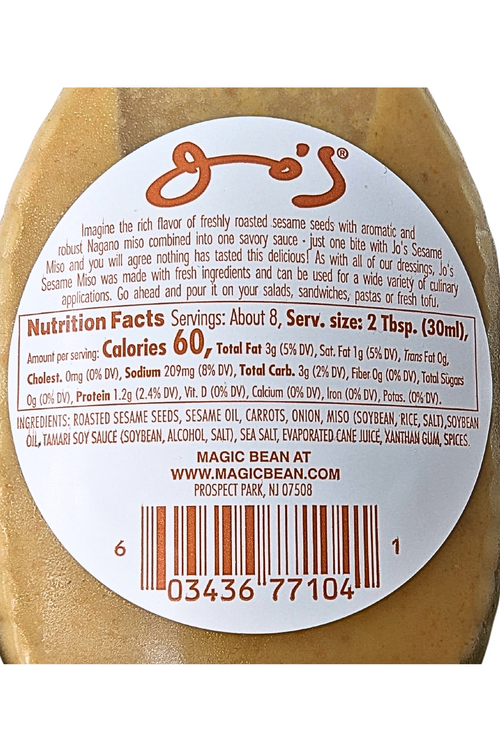 Jo's®
Imagine the rich flavor of freshly roasted sesame seeds with aromatic and
robust Nagano miso combined into one savory sauce - just one bite with Jo's Sesame
Miso and you will agree nothing has tasted this delicious! As with all of our dressings, Jo's
Sesame Miso was made with fresh ingredients and can be used for a wide variety of culinary
applications. Go ahead and pour it on your salads, sandwiches, pastas or fresh tofu.
Nutrition Facts Servings: About 8, Serv. size: 2 Tbsp. (30ml),
Amount per serving: Calories 60, Total Fat 3g (5% DV), Sat. Fat 1g (5% DV), Trans Fat 0g,
Cholest. 0mg (0% DV), Sodium 209mg (8% DV), Total Carb. 3g (2% DV), Fiber 0g (0% DV), Total Sugars
0g (0% DV), Protein 1.2g (2.4% DV), Vit. D (0% DV), Calcium (0% DV), Iron (0% DV), Potas. (0% DV).
INGREDIENTS: ROASTED SESAME SEEDS, SESAME OIL, CARROTS, ONION, MISO (SOYBEAN, RICE, SALT),SOYBEAN
OIL, TAMARI SOY SAUCE (SOYBEAN, ALCOHOL, SALT), SEA SALT, EVAPORATED CANE JUICE, XANTHAN GUM, SPICES.
MAGIC BEAN AT
WWW.MAGICBEAN.COM
PROSPECT PARK, NJ 07508
6 03436 77104 1